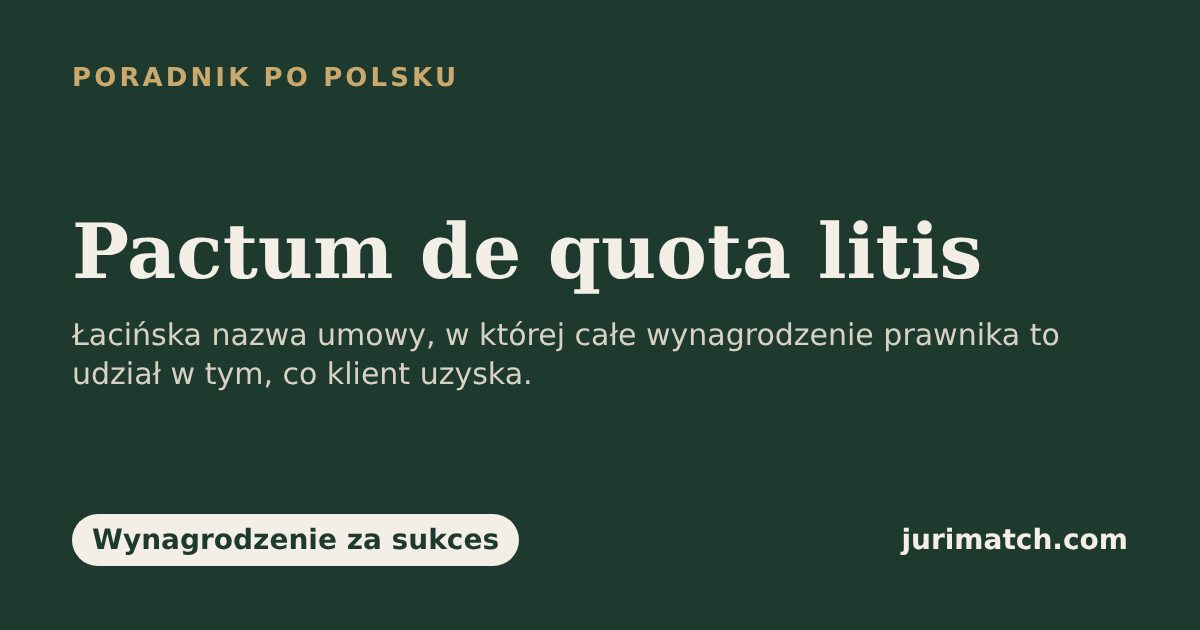 PORADNIK PO POLSKU
Pactum de quota litis
Łacińska nazwa umowy, w której całe wynagrodzenie prawnika to
udział w tym, co klient uzyska.
Wynagrodzenie za sukces
jurimatch.com